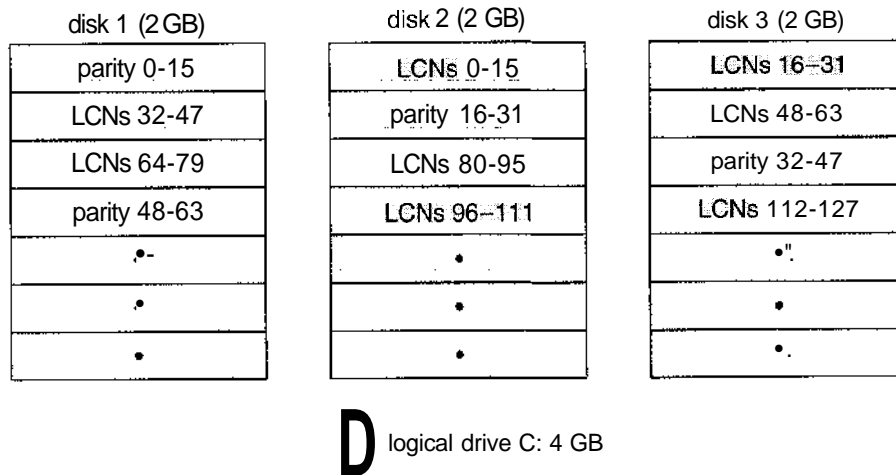 disk 1 (2 GB)
parity 0-15
LCNs 32-47
LCNs 64-79
parity 48-63
disk 2 (2 GB)
LCNs 0-15
parity 16-31
LCNs 80-95
LCNs 96–111
disk 3 (2 GB)
LCNs 16–31
LCNs 48-63
parity 32-47
LCNs 112-127
D logical drive C: 4 GB